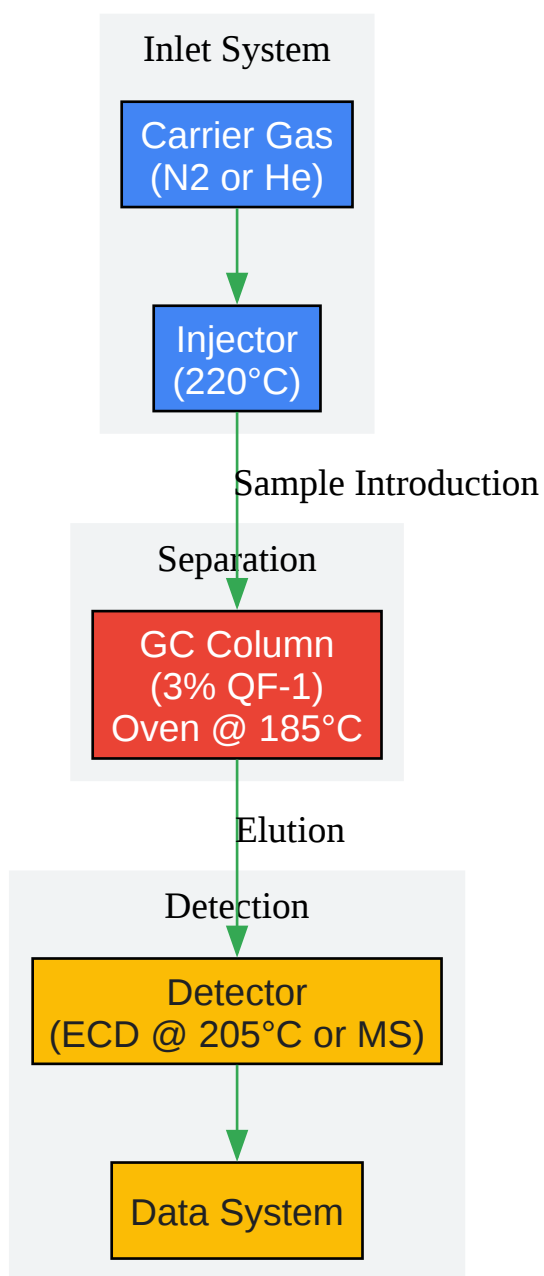 Inlet System
Carrier Gas
(N2 or He)
Injector
(220°C)
Sample Introduction
Separation
GC Column
(3% QF-1)
Oven @ 185°C
Elution
Detection
Detector
(ECD @ 205°C or MS)
Data System